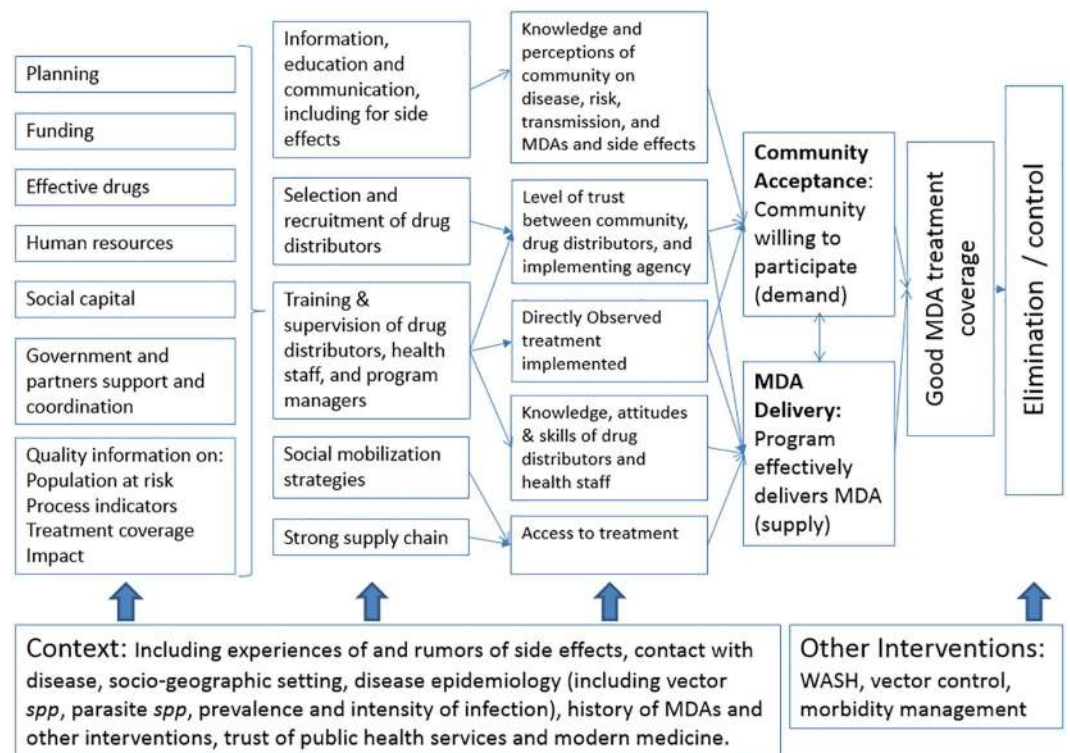 Planning
Funding
Effective drugs
Human resources
Social capital
Government and
partners support and
coordination
Quality information on:
Population at risk
Process indicators
Treatment coverage
Impact
Information,
education and
communication,
including for side
effects
Selection and
recruitment of drug
distributors
Training &
supervision of drug
distributors, health
staff, and program
managers
Social mobilization
strategies
Strong supply chain
Knowledge and
perceptions of
community on
disease, risk,
transmission, and
MDAs and side effects
Level of trust
between community,
drug distributors, and
implementing agency
Directly Observed
treatment
implemented
Knowledge, attitudes
& skills of drug
distributors and
health staff
Access to treatment
Community
Acceptance:
Community
willing to
participate
(demand)
MDA
Delivery:
Program
effectively
delivers MDA
(supply)
Good MDA treatment
coverage
Elimination / control
Context: Including experiences of and rumors of side effects, contact with
disease, socio-geographic setting, disease epidemiology (including vector
spp, parasite spp, prevalence and intensity of infection), history of MDAs and
other interventions, trust of public health services and modern medicine.
Other Interventions:
WASH, vector control,
morbidity management